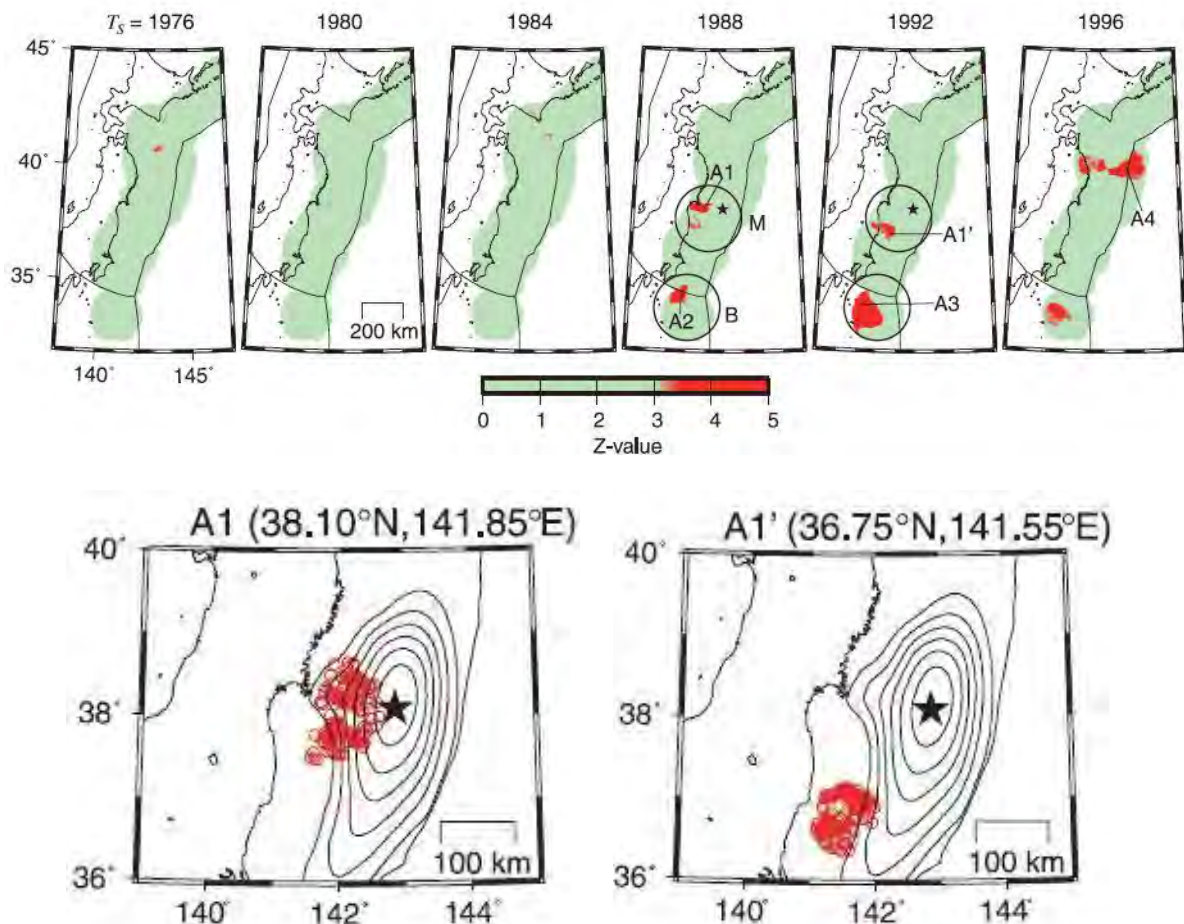 T_S = 1976 1980 1984 1988 1992 1996
45˚
40˚
35˚
140˚ 145˚
200 km
A1
M
A2 B
A1'
A3
A4
0 1 2 3 4 5
Z-value
A1 (38.10°N,141.85°E)
40˚
38˚
36˚
140˚ 142˚ 144˚
100 km
A1' (36.75°N,141.55°E)
40˚
38˚
36˚
140˚ 142˚ 144˚
100 km